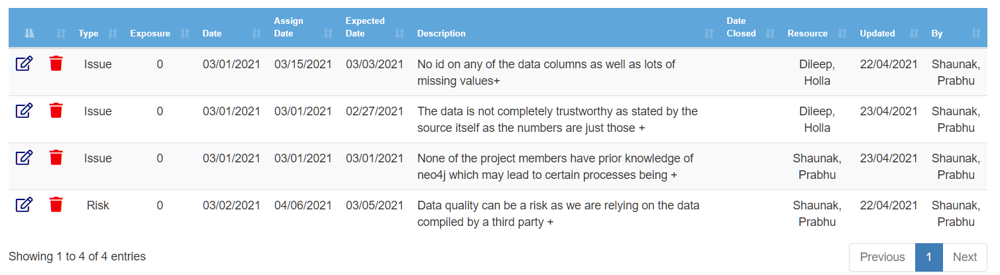 Type Exposure Date Assign Date Expected Date Description Date Closed Resource Updated By
Issue 0 03/01/2021 03/15/2021 03/03/2021 No id on any of the data columns as well as lots of Dileep, 22/04/2021 Shaunak,
missing values+ Holla Prabhu
Issue 0 03/01/2021 03/01/2021 02/27/2021 The data is not completely trustworthy as stated by the Dileep, 23/04/2021 Shaunak,
source itself as the numbers are just those + Holla Prabhu
Issue 0 03/01/2021 03/01/2021 03/01/2021 None of the project members have prior knowledge of Shaunak, 23/04/2021 Shaunak,
neo4j which may lead to certain processes being + Prabhu Prabhu
Risk 0 03/02/2021 04/06/2021 03/05/2021 Data quality can be a risk as we are relying on the data Shaunak, 22/04/2021 Shaunak,
compiled by a third party + Prabhu Prabhu
Showing 1 to 4 of 4 entries Previous 1 Next